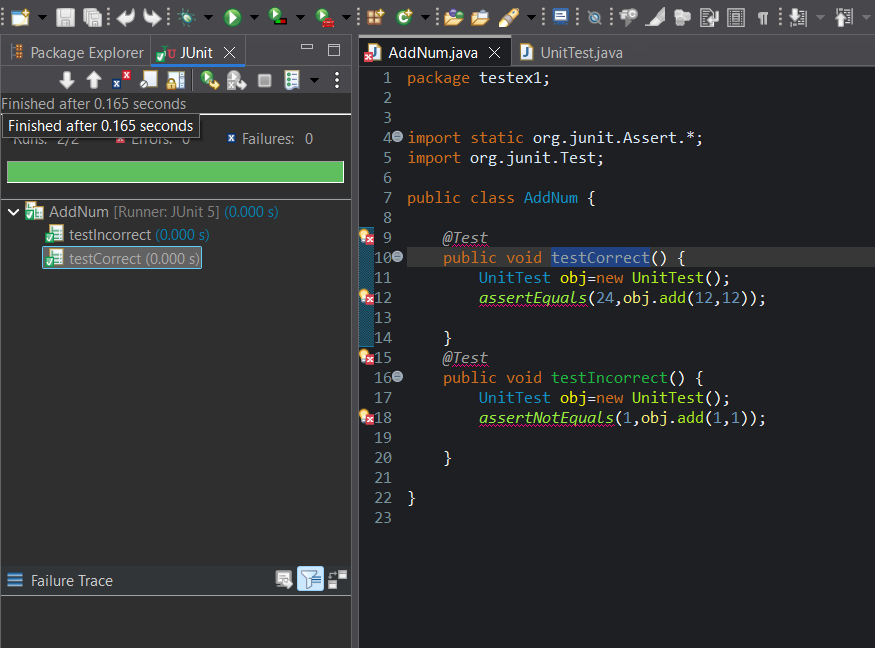 Package Explorer
JUnit
Finished after 0.165 seconds
Finished after 0.165 seconds
Runs: 2/2 Errors: 0 Failures: 0
AddNum [Runner: JUnit 5] (0.000 s)
testIncorrect (0.000 s)
testCorrect (0.000 s)
Failure Trace
AddNum.java
UnitTest.java
1 package testex1;
2
3
4 import static org.junit.Assert.*;
5 import org.junit.Test;
6
7 public class AddNum {
8
9 @Test
10 public void testCorrect() {
11 UnitTest obj=new UnitTest();
12 assertEquals(24,obj.add(12,12));
13
14 }
15 @Test
16 public void testIncorrect() {
17 UnitTest obj=new UnitTest();
18 assertNotEquals(1,obj.add(1,1));
19
20 }
21
22 }
23